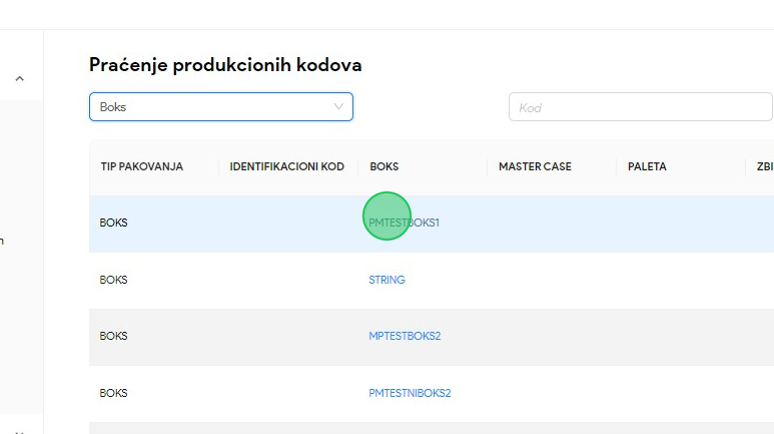 Praćenje produkcionih kodova
Boks
Kod
TIP PAKOVANJA IDENTIFIKACIONI KOD BOKS MASTER CASE PALETA ZBI
BOKS PMTESTBOKS1
BOKS STRING
BOKS MPTESTBOKS2
BOKS PMTESTNIBOKS2